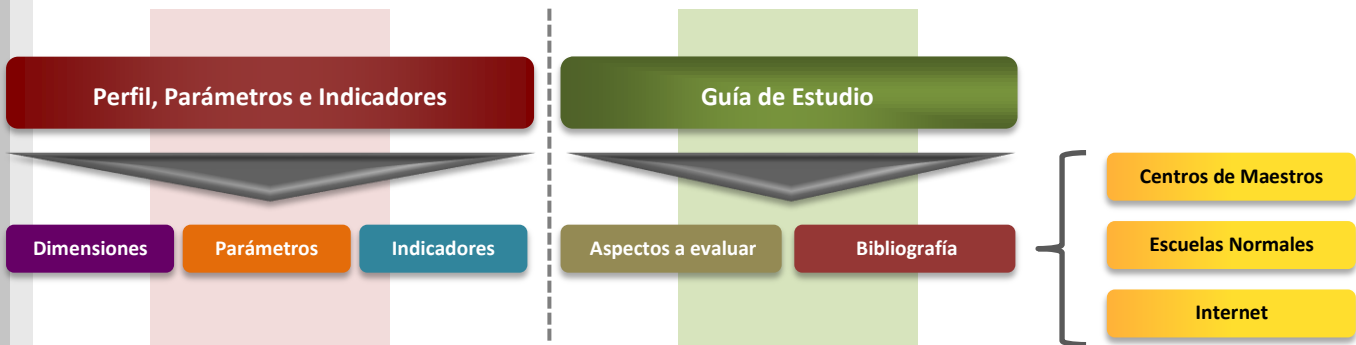 Perfil, Parámetros e Indicadores
Guía de Estudio
Dimensiones
Parámetros
Indicadores
Aspectos a evaluar
Bibliografía
Centros de Maestros
Escuelas Normales
Internet